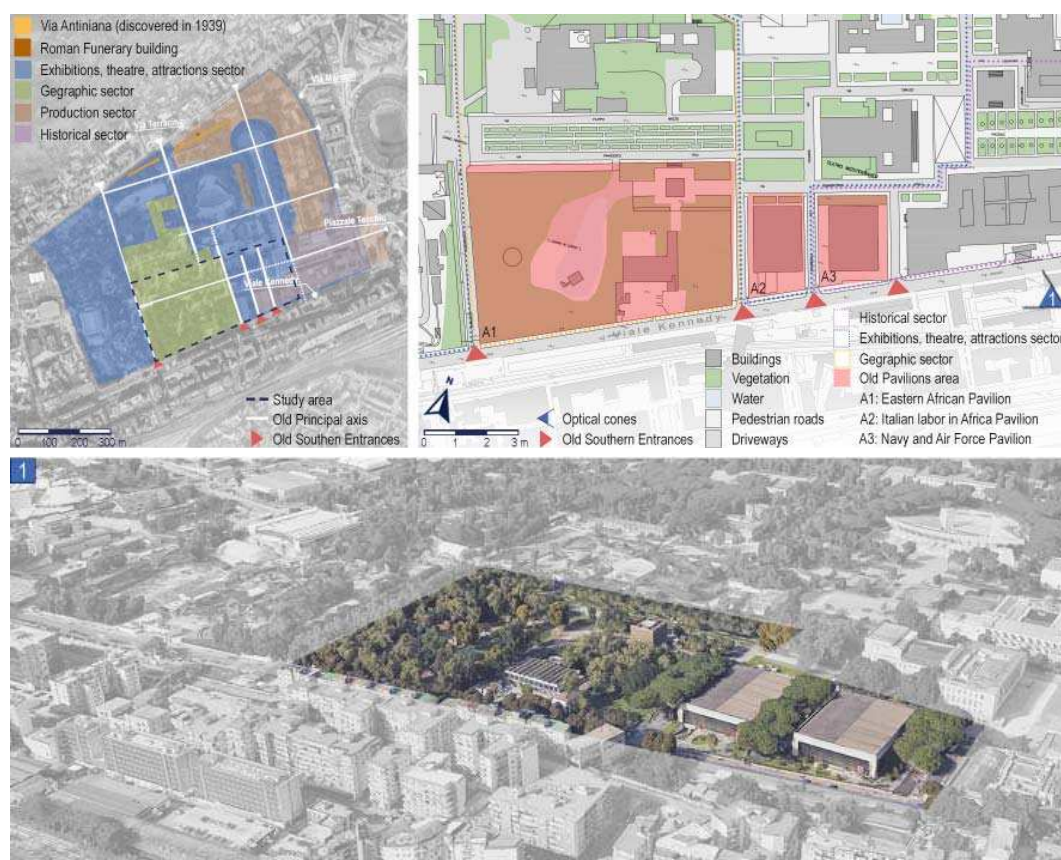 Via Antiniana (discovered in 1939)
Roman Funerary building
Exhibitions, theatre, attractions sector
Gegraphic sector
Production sector
Historical sector
Via Terracina
Piazzale Tecchio
Viale Kennedy
Study area
Old Principal axis
Old Southen Entrances
0 100 200 300 m
TEATRO MEDITERRANEO
A1
A2
A3
Viale Kennedy
1
N
0 1 2 3 m
Optical cones
Old Southern Entrances
Buildings
Vegetation
Water
Pedestrian roads
Driveways
Historical sector
Exhibitions, theatre, attractions sector
Gegraphic sector
Old Pavilions area
A1: Eastern African Pavilion
A2: Italian labor in Africa Pavilion
A3: Navy and Air Force Pavilion
1